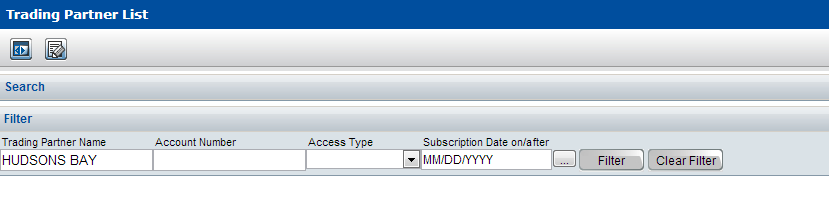 Trading Partner List
Search
Filter
Trading Partner Name Account Number Access Type Subscription Date on/after
HUDSONS BAY MM/DD/YYYY ... Filter Clear Filter